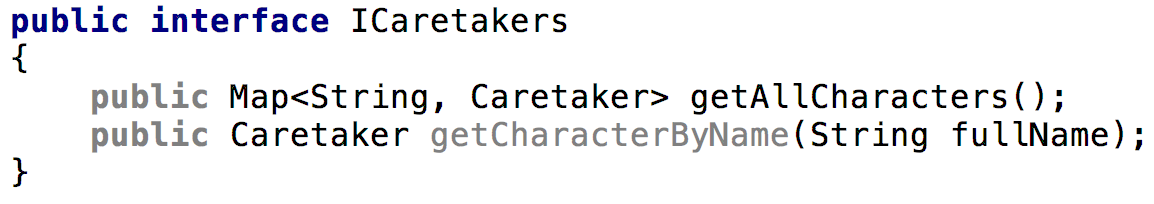 public interface ICaretakers
{
    public Map<String, Caretaker> getAllCharacters();
    public Caretaker getCharacterByName(String fullName);
}